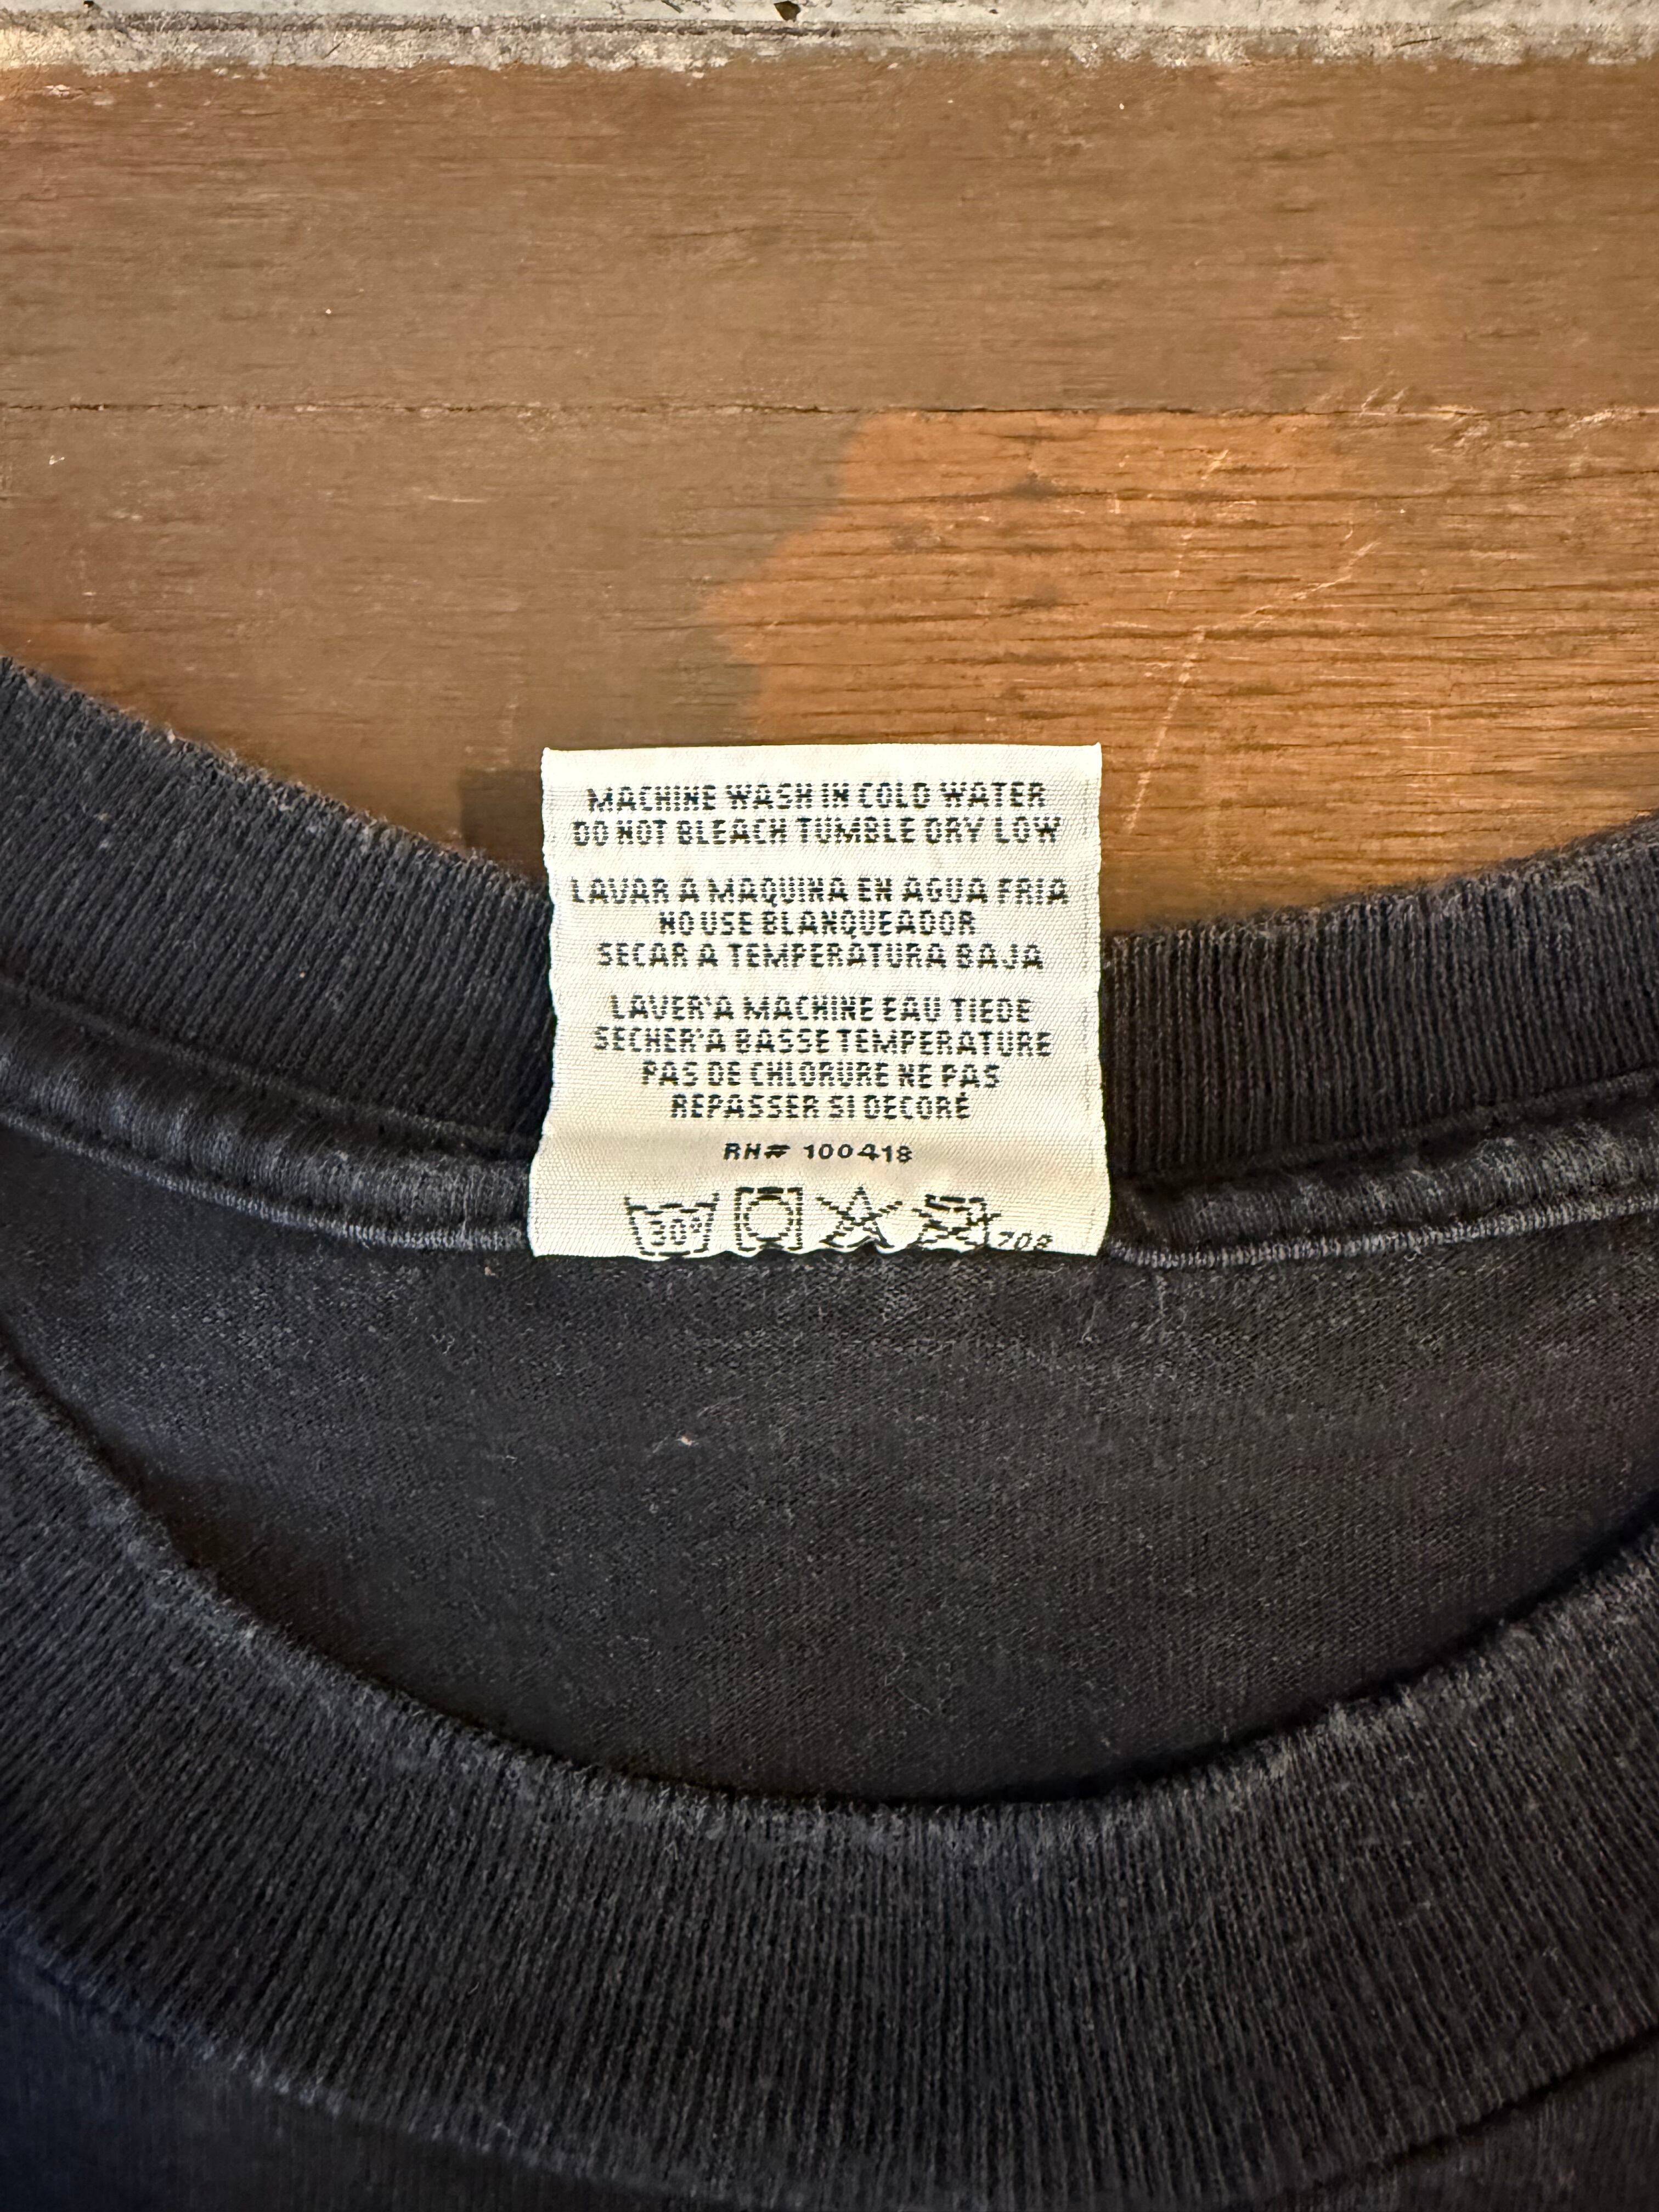 MACHINE WASH IN COLD WATER
DO NOT BLEACH TUMBLE DRY LOW
LAVAR A MAQUINA EN AGUA FRIA
NO USE BLANQUEADOR
SECAR A TEMPERATURA BAJA
LAVER'A MACHINE EAU TIEDE
SECHER'A BASSE TEMPERATURE
PAS DE CHLORURE NE PAS
REPASSER SI DECORÉ
RN# 100418
30° 708